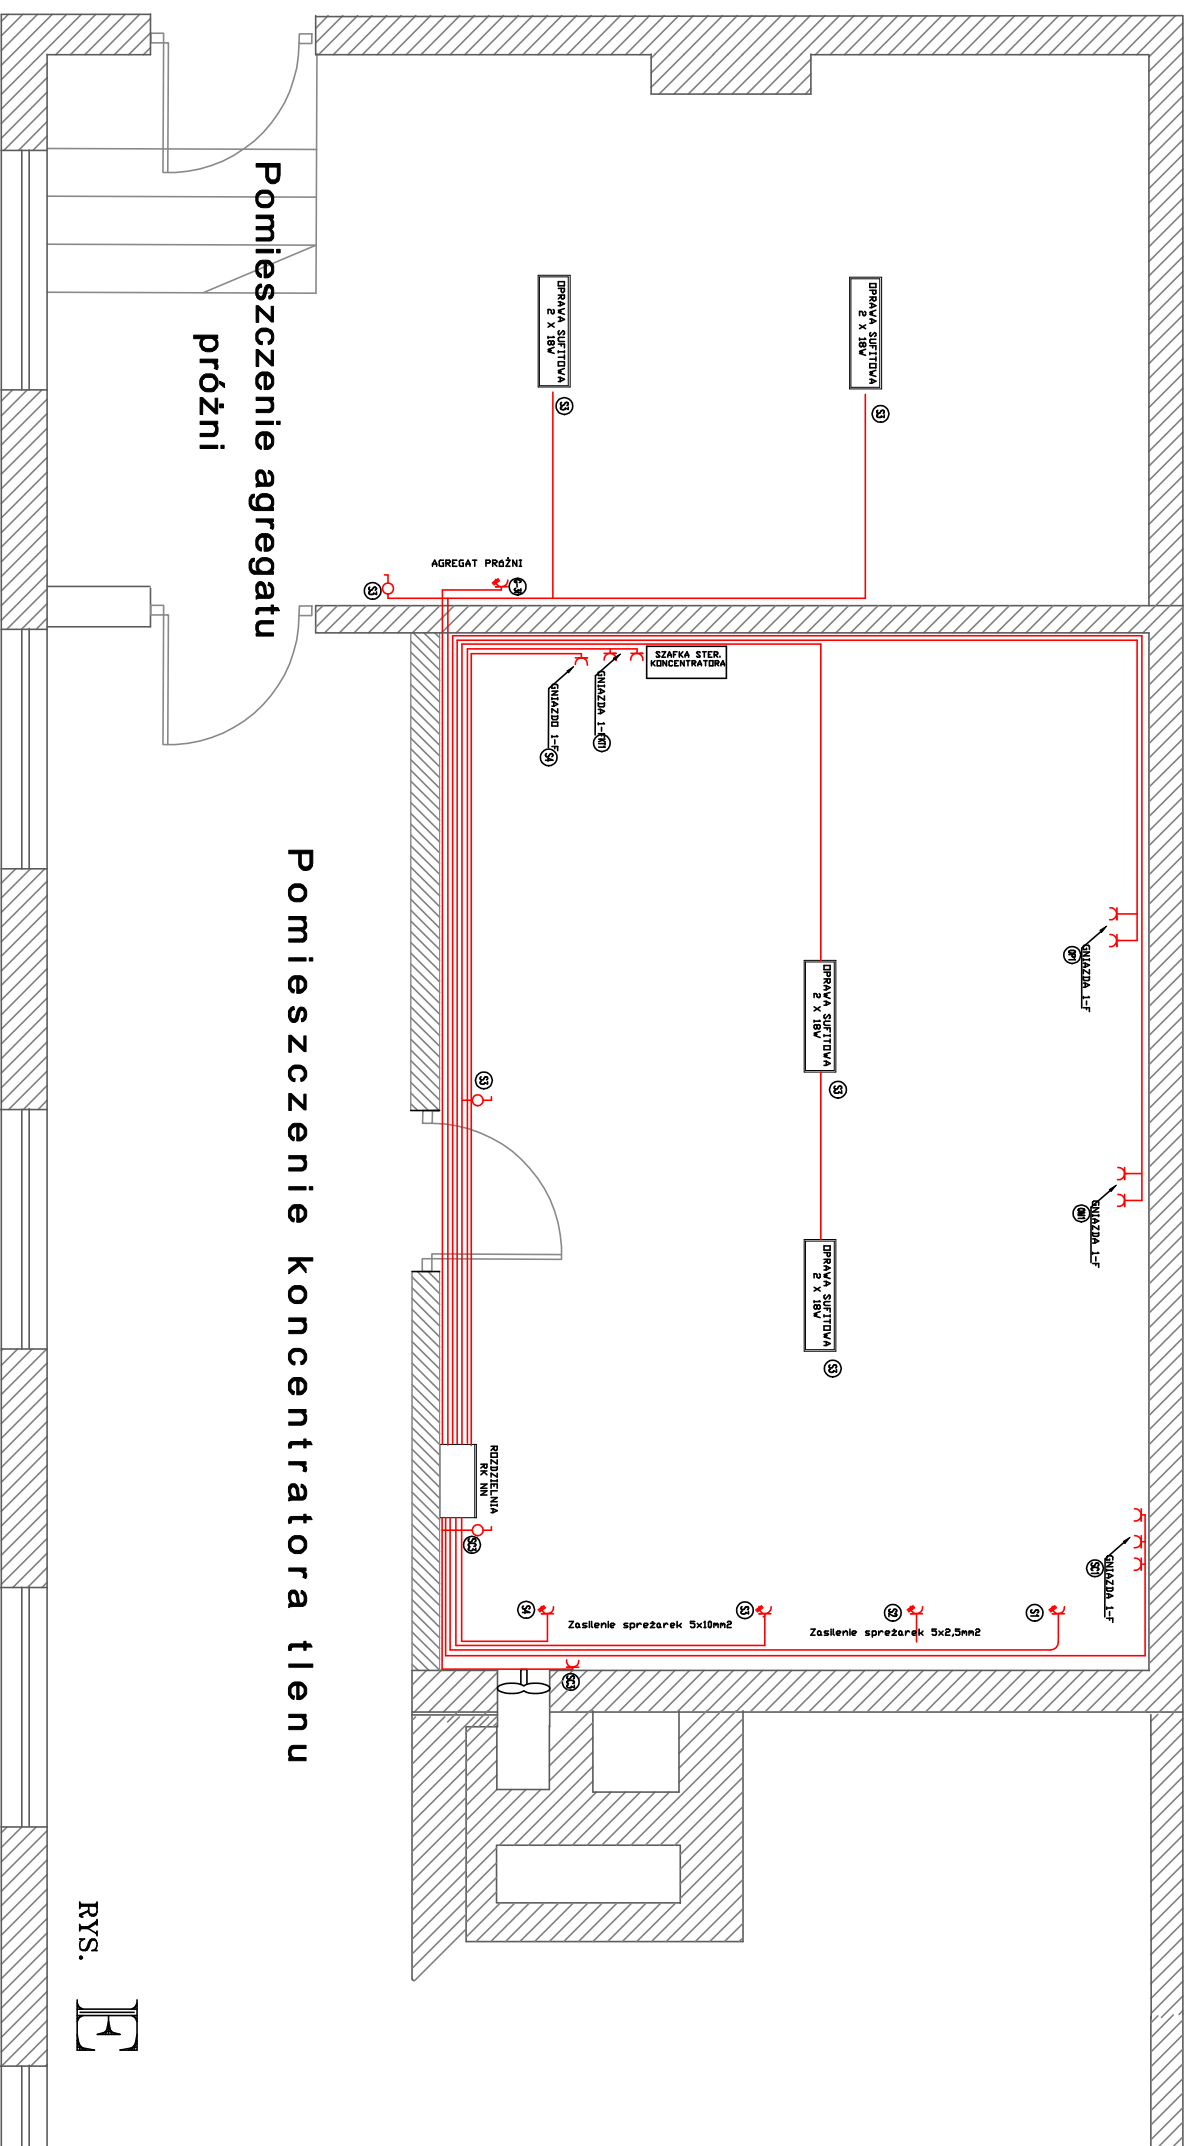 Pomieszczenie agregatu
próżni
OPRAWA SUFITOWA
2 X 18W
S3
OPRAWA SUFITOWA
2 X 18W
S3
AGREGAT PRÓŻNI
S3
SZAFKA STER.
KONCENTRATORA
GNIAZDA 1-F
GNIAZDO 1-F
S4
GNIAZDA 1-F
OP1
OPRAWA SUFITOWA
2 X 18W
S3
S3
GNIAZDA 1-F
OPRAWA SUFITOWA
2 X 18W
S3
Pomieszczenie koncentratora tlenu
ROZDZIELNIA
RK NN
GNIAZDA 1-F
S4
Zasilenie spreżarek 5x10mm2
S3
S2
Zasilenie spreżarek 5x2,5mm2
S1
RYS.
E